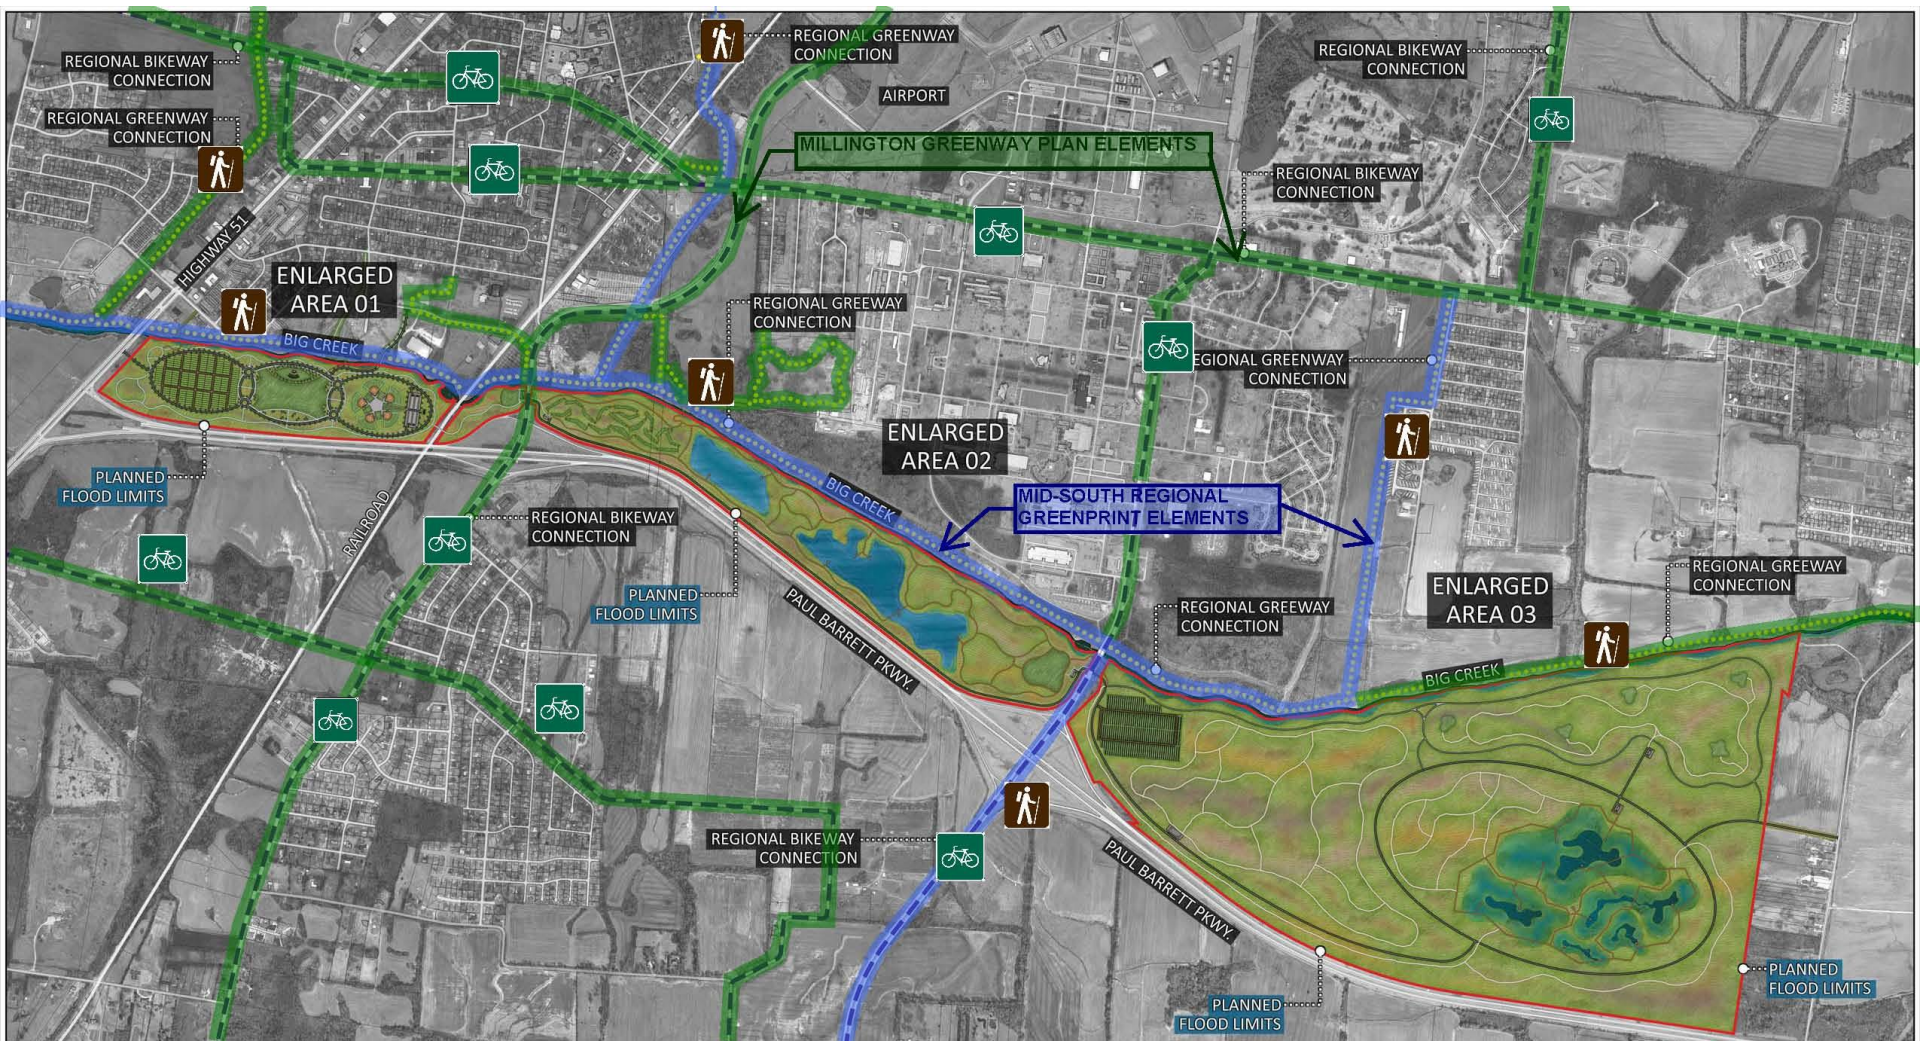 REGIONAL BIKEWAY
CONNECTION
REGIONAL GREENWAY
CONNECTION
HIGHWAY 51
ENLARGED
AREA 01
REGIONAL GREENWAY
CONNECTION
AIRPORT
MILLINGTON GREENWAY PLAN ELEMENTS
REGIONAL BIKEWAY
CONNECTION
REGIONAL BIKEWAY
CONNECTION
REGIONAL GREENWAY
CONNECTION
EGIONAL GREENWAY
CONNECTION
BIG CREEK
ENLARGED
AREA 02
PLANNED
FLOOD LIMITS
RAILROAD
REGIONAL BIKEWAY
CONNECTION
BIG CREEK
MID-SOUTH REGIONAL
GREENPRINT ELEMENTS
PLANNED
FLOOD LIMITS
PAUL BARRETT PKWY.
REGIONAL GREENWAY
CONNECTION
ENLARGED
AREA 03
REGIONAL GREEWAY
CONNECTION
BIG CREEK
REGIONAL BIKEWAY
CONNECTION
PAUL BARRETT PKWY.
PLANNED
FLOOD LIMITS
PLANNED
FLOOD LIMITS